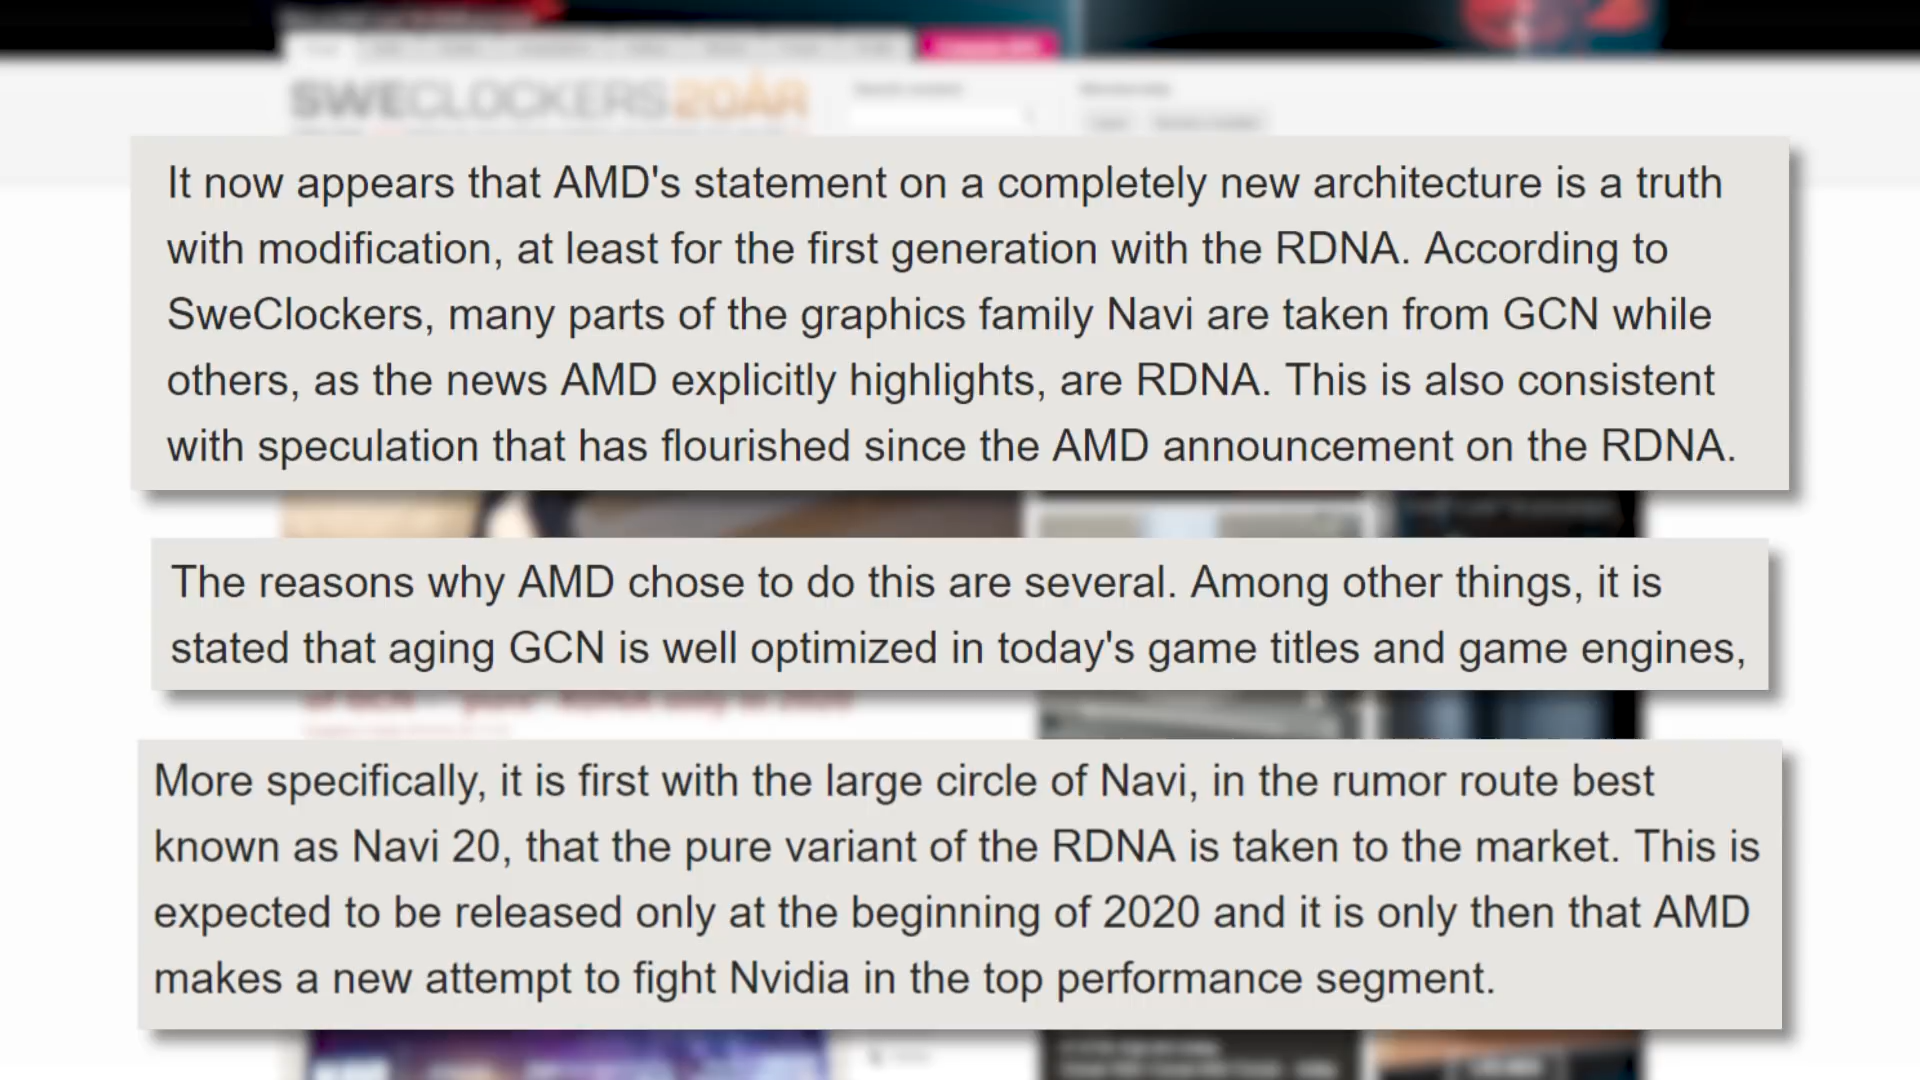 SWECLOCKERS 20ÅR
It now appears that AMD's statement on a completely new architecture is a truth
with modification, at least for the first generation with the RDNA. According to
SweClockers, many parts of the graphics family Navi are taken from GCN while
others, as the news AMD explicitly highlights, are RDNA. This is also consistent
with speculation that has flourished since the AMD announcement on the RDNA.
The reasons why AMD chose to do this are several. Among other things, it is
stated that aging GCN is well optimized in today's game titles and game engines,
More specifically, it is first with the large circle of Navi, in the rumor route best
known as Navi 20, that the pure variant of the RDNA is taken to the market. This is
expected to be released only at the beginning of 2020 and it is only then that AMD
makes a new attempt to fight Nvidia in the top performance segment.